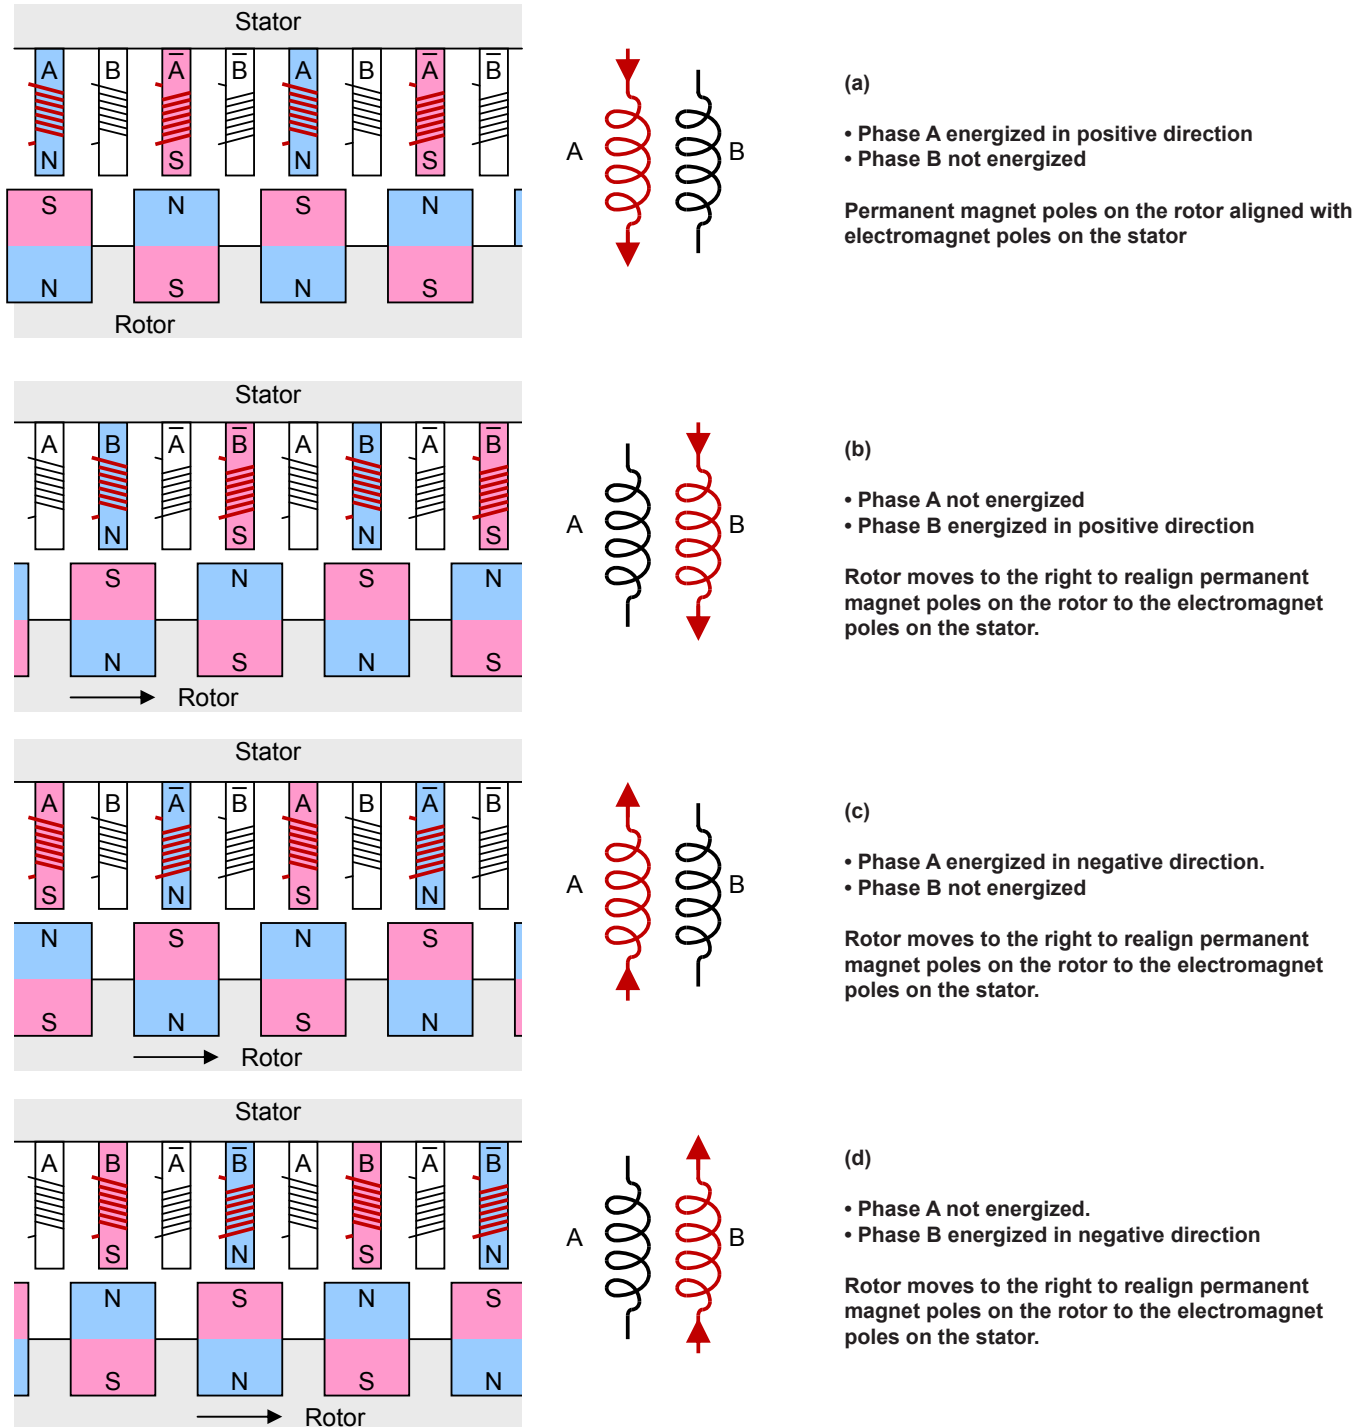 Stator
A B A̅ B̅ A B A̅ B̅
N S N S
S N S N
N S N S
Rotor
A B
(a)
• Phase A energized in positive direction
• Phase B not energized
Permanent magnet poles on the rotor aligned with
electromagnet poles on the stator
Stator
A B A̅ B̅ A B A̅ B̅
N S N S
S N S N
N S N S
Rotor
A B
(b)
• Phase A not energized
• Phase B energized in positive direction
Rotor moves to the right to realign permanent
magnet poles on the rotor to the electromagnet
poles on the stator.
Stator
A B A̅ B̅ A B A̅ B̅
S N S N
N S N S
S N S N
Rotor
A B
(c)
• Phase A energized in negative direction.
• Phase B not energized
Rotor moves to the right to realign permanent
magnet poles on the rotor to the electromagnet
poles on the stator.
Stator
A B A̅ B̅ A B A̅ B̅
S N S N
N S N S
S N S N
Rotor
A B
(d)
• Phase A not energized.
• Phase B energized in negative direction
Rotor moves to the right to realign permanent
magnet poles on the rotor to the electromagnet
poles on the stator.